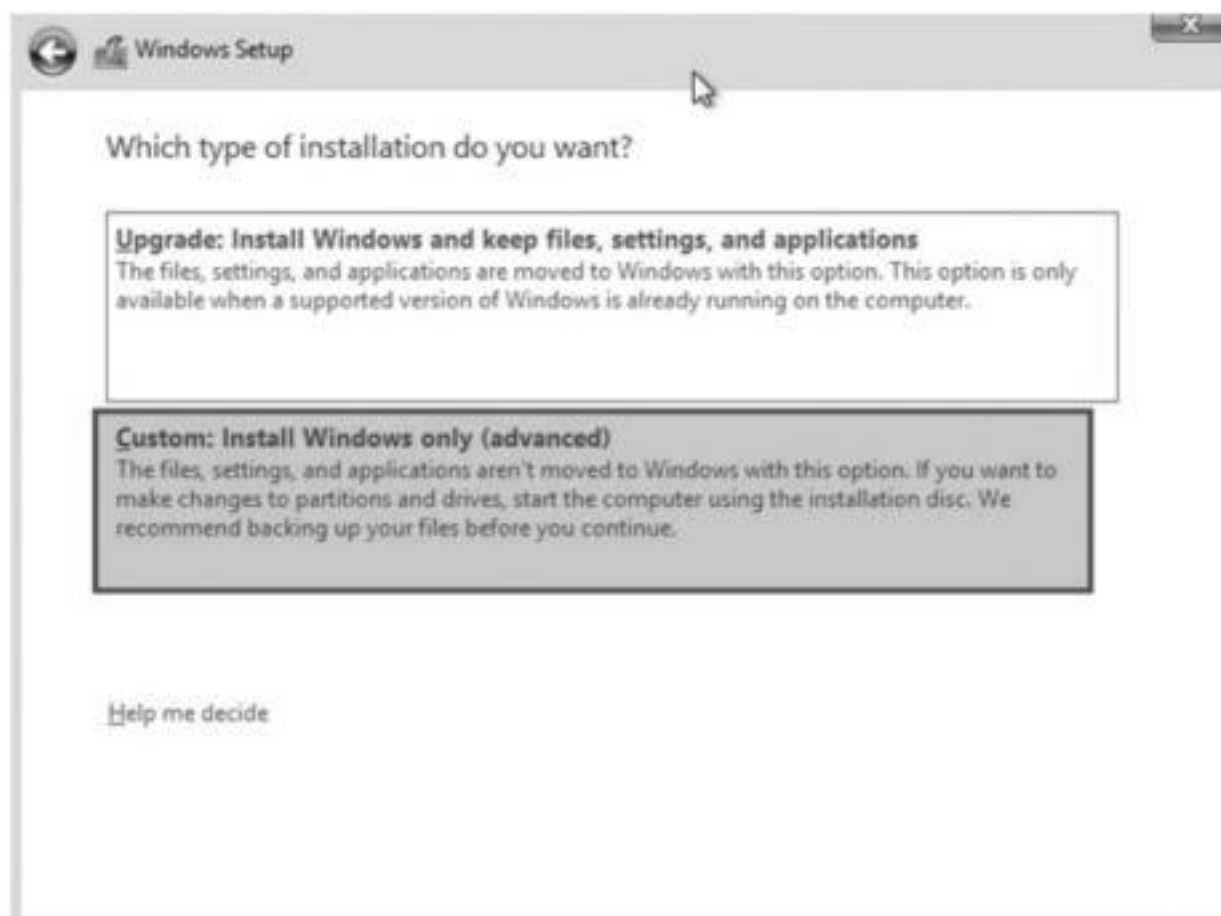 Windows Setup
Which type of installation do you want?
Upgrade: Install Windows and keep files, settings, and applications
The files, settings, and applications are moved to Windows with this option. This option is only
available when a supported version of Windows is already running on the computer.
Custom: Install Windows only (advanced)
The files, settings, and applications aren't moved to Windows with this option. If you want to
make changes to partitions and drives, start the computer using the installation disc. We
recommend backing up your files before you continue.
Help me decide